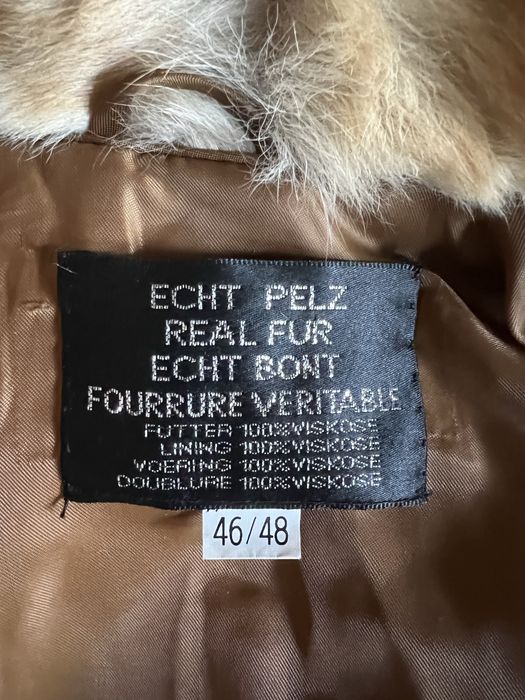 ECHT PELZ
REAL FUR
ECHT BONT
FOURRURE VERITABLE
FUTTER 100% VISKOSE
LINING 100% VISKOSE
VOERING 100% VISKOSE
DOUBLURE 100% VISKOSE
46/48